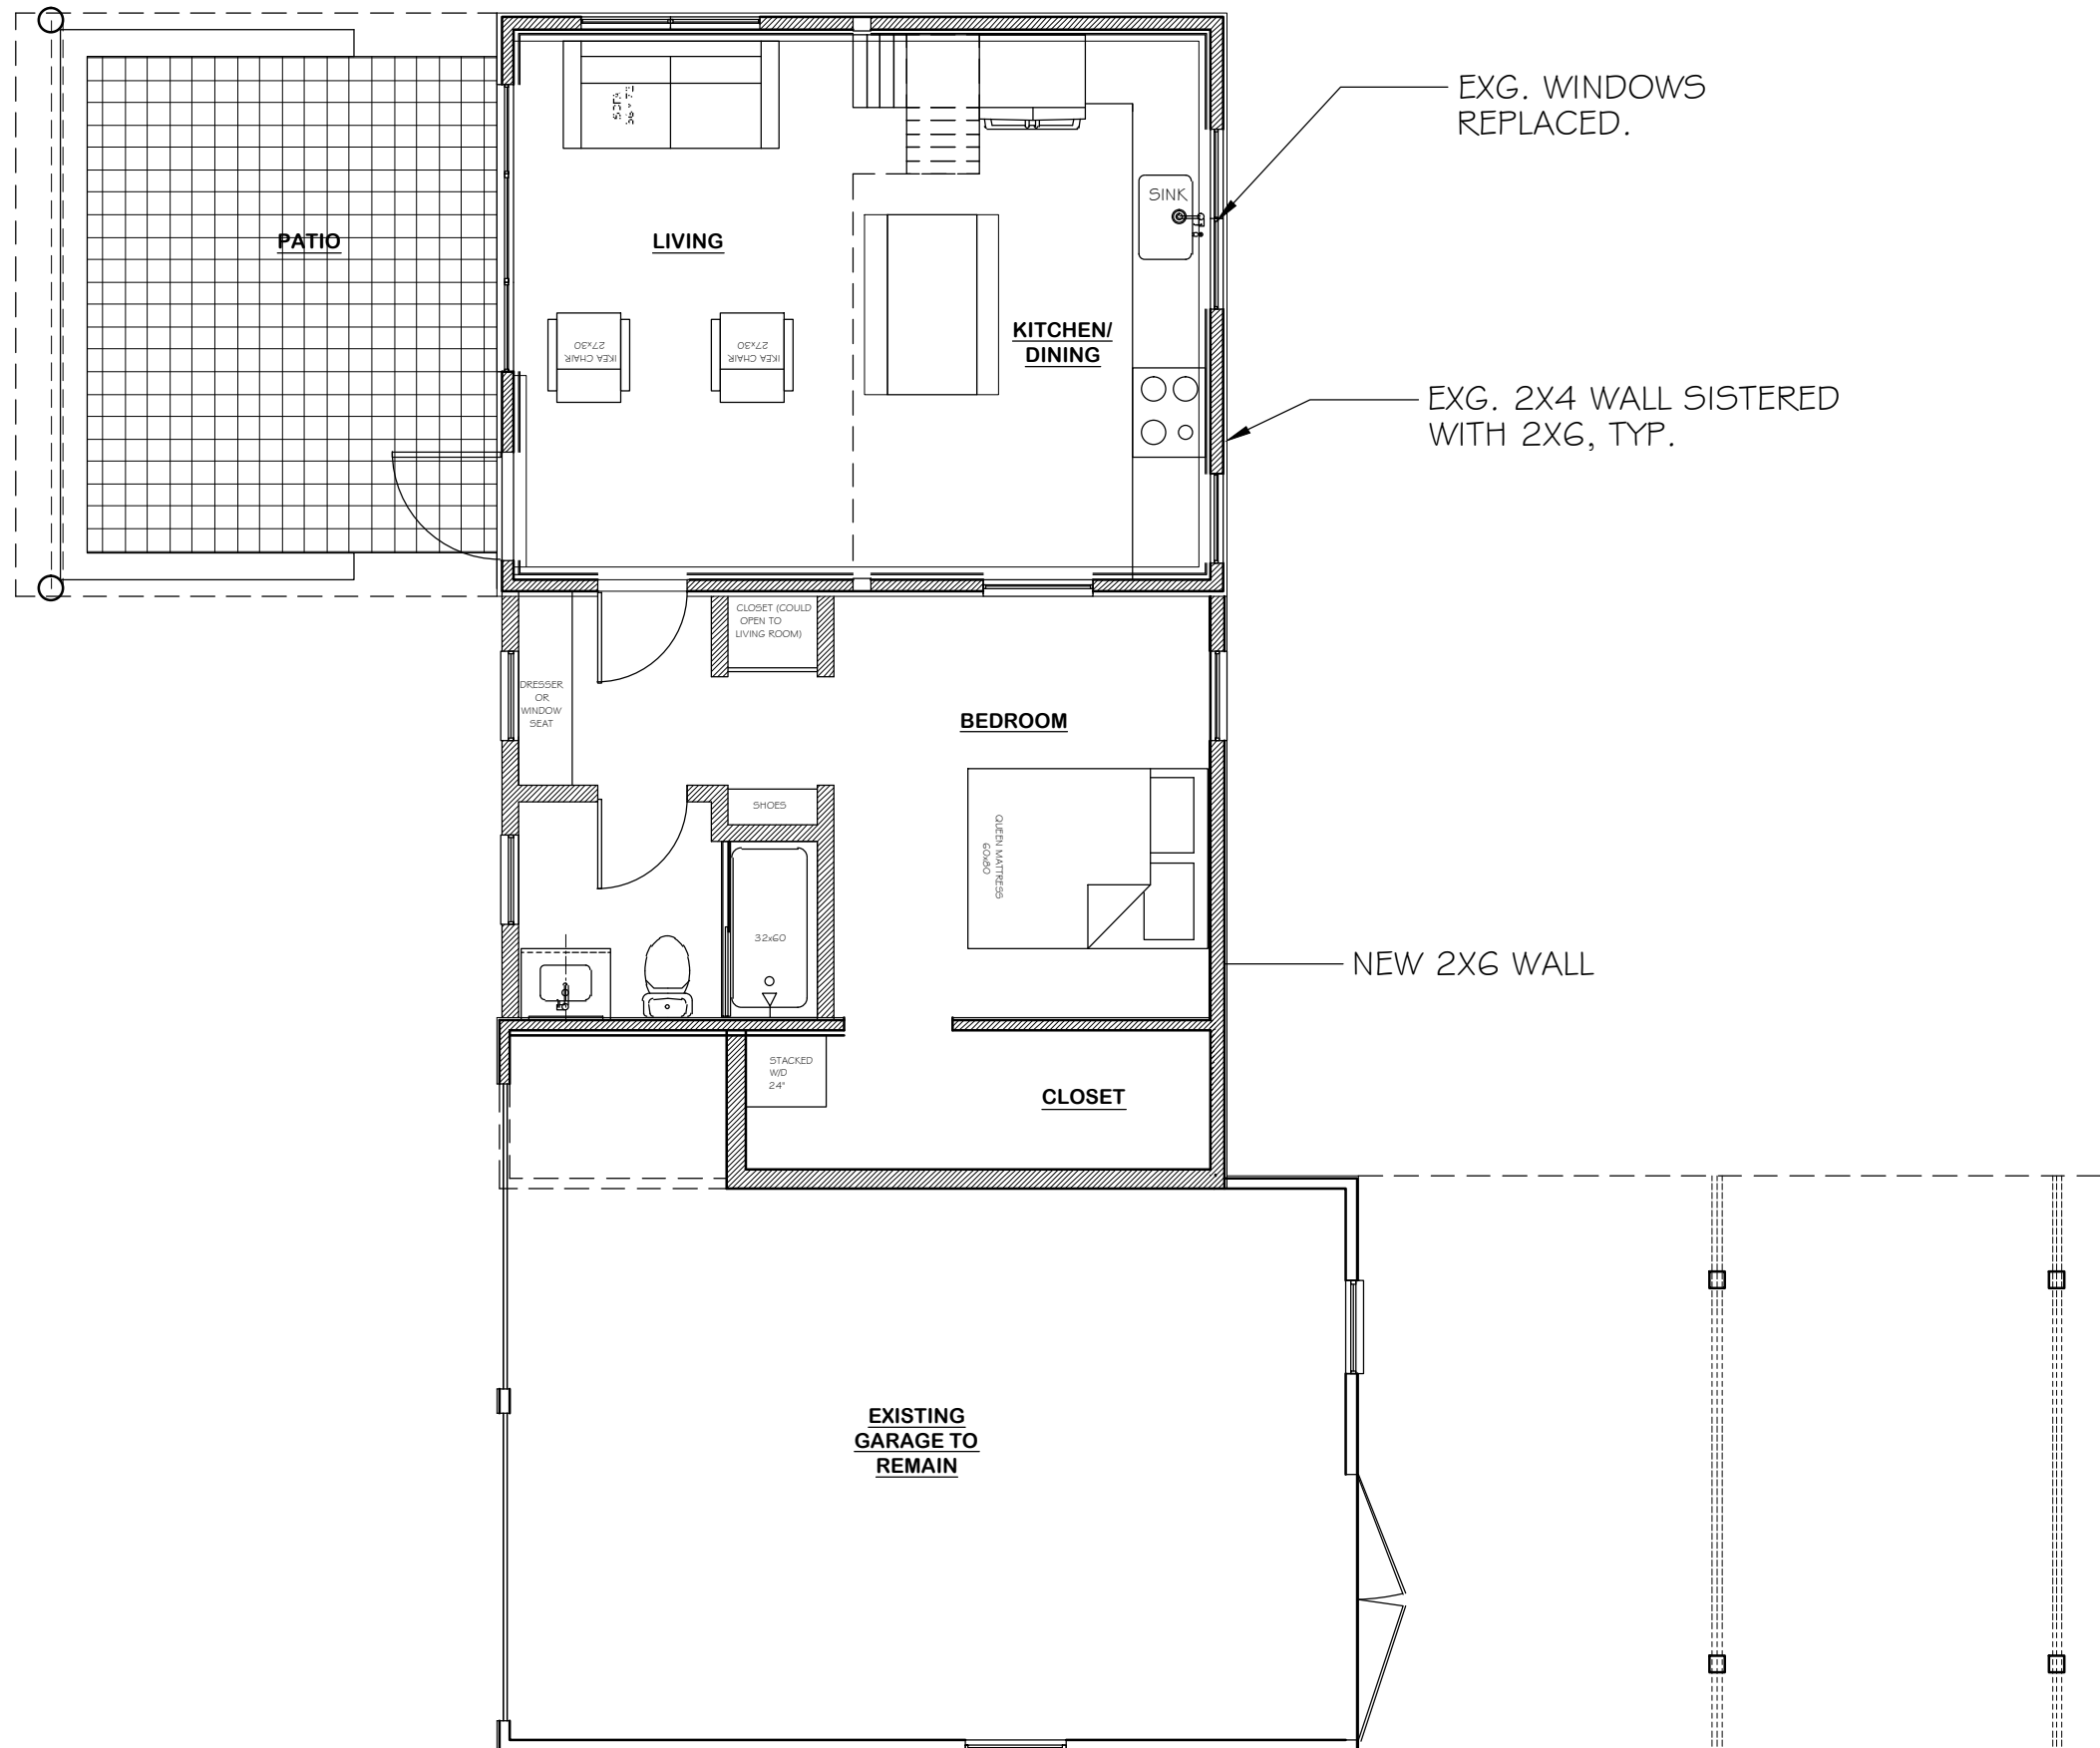 EXG. WINDOWS
REPLACED.
SINK
PATIO
LIVING
SOFA
KITCHEN/
DINING
IKEA CHAIR
27x30
IKEA CHAIR
27x30
EXG. 2X4 WALL SISTERED
WITH 2X6, TYP.
CLOSET (COULD
OPEN TO
LIVING ROOM)
DRESSER
OR
WINDOW
SEAT
BEDROOM
SHOES
QUEEN MATTRESS
60x80
32x60
NEW 2X6 WALL
STACKED
W/D
24"
CLOSET
EXISTING
GARAGE TO
REMAIN